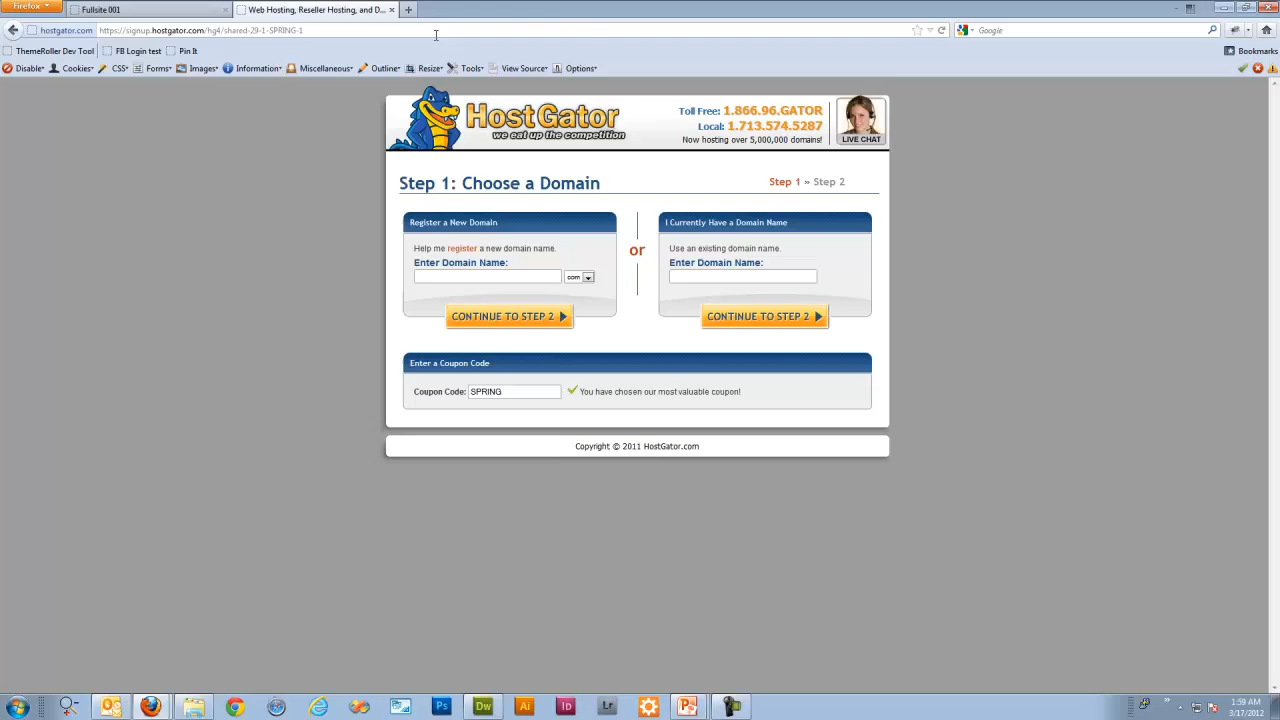 Firefox
Fullsite 001
Web Hosting, Reseller Hosting, and D...
hostgator.com
https://signup.hostgator.com/hg4/shared-29-1-SPRING-1
Google
ThemeRoller Dev Tool
FB Login test
Pin It
Bookmarks
Disable
Cookies
CSS
Forms
Images
Information
Miscellaneous
Outline
Resize
Tools
View Source
Options
HostGator
we eat up the competition
Toll Free: 1.866.96.GATOR
Local: 1.713.574.5287
Now hosting over 5,000,000 domains!
LIVE CHAT
Step 1: Choose a Domain
Step 1 » Step 2
Register a New Domain
Help me register a new domain name.
Enter Domain Name:
com
CONTINUE TO STEP 2
or
I Currently Have a Domain Name
Use an existing domain name.
Enter Domain Name:
CONTINUE TO STEP 2
Enter a Coupon Code
Coupon Code: SPRING
You have chosen our most valuable coupon!
Copyright © 2011 HostGator.com
Ps
Dw
Ai
Id
Lr
1:59 AM
3/17/2012